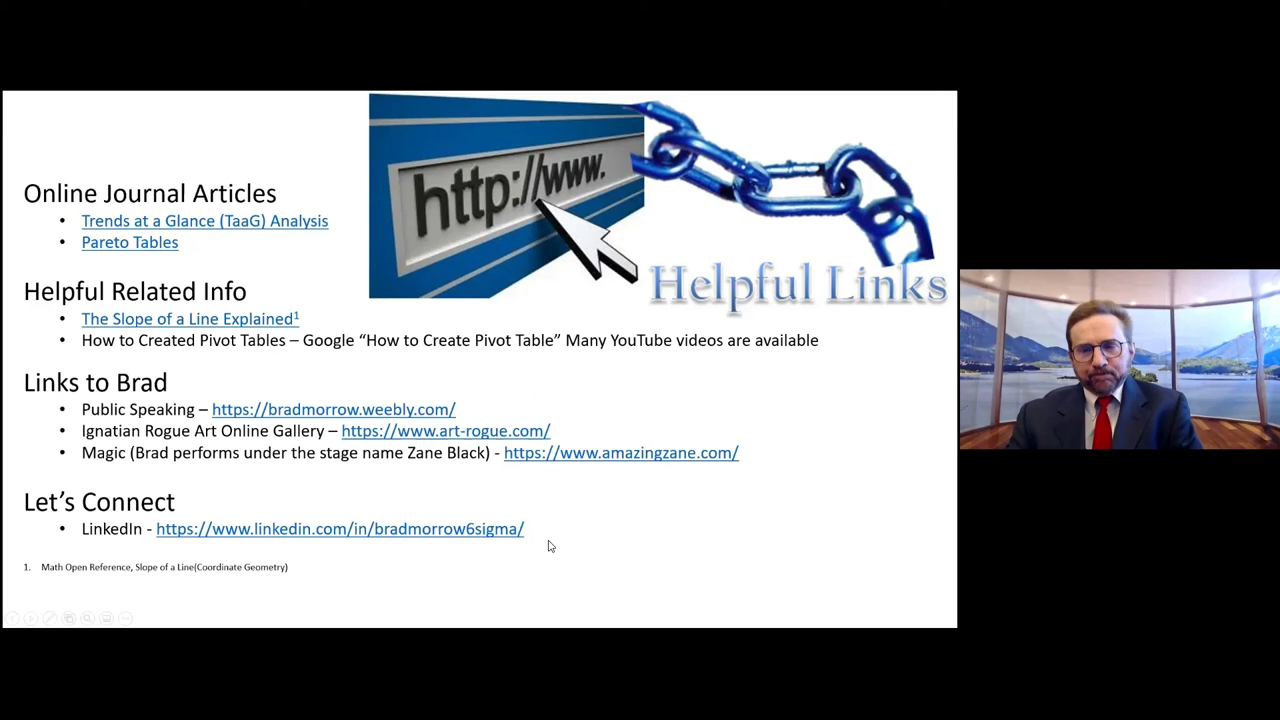 http://www.
Helpful Links
Online Journal Articles
• Trends at a Glance (TaaG) Analysis
• Pareto Tables
Helpful Related Info
• The Slope of a Line Explained1
• How to Created Pivot Tables – Google “How to Create Pivot Table” Many YouTube videos are available
Links to Brad
• Public Speaking – https://bradmorrow.weebly.com/
• Ignatian Rogue Art Online Gallery – https://www.art-rogue.com/
• Magic (Brad performs under the stage name Zane Black) - https://www.amazingzane.com/
Let’s Connect
• LinkedIn - https://www.linkedin.com/in/bradmorrow6sigma/
1. Math Open Reference, Slope of a Line(Coordinate Geometry)